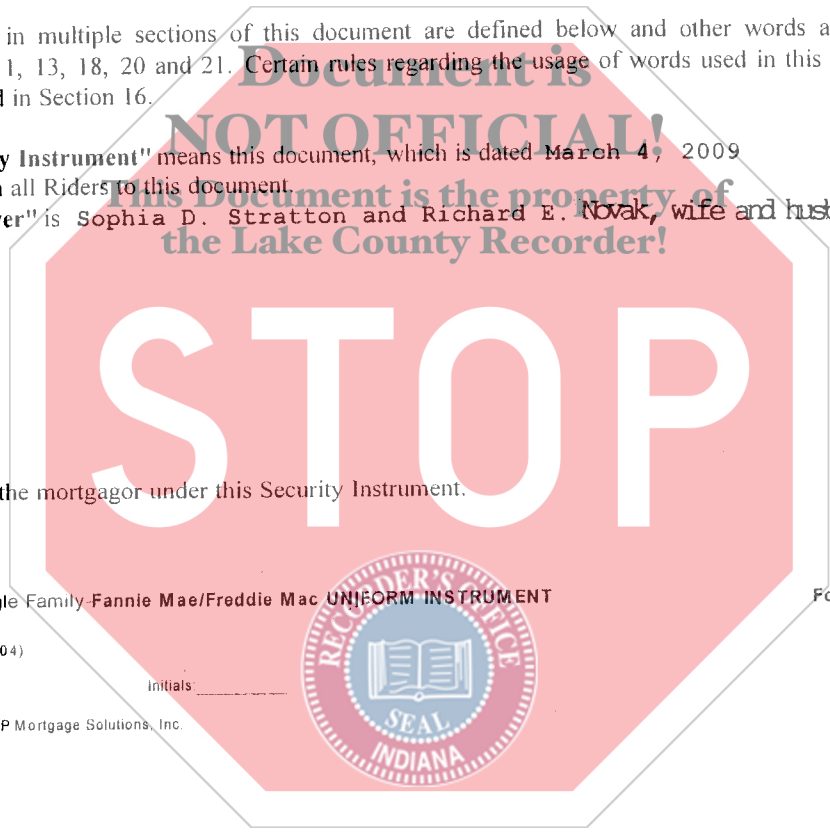 in multiple sections of this document are defined below and other words a
1, 13, 18, 20 and 21. Certain rules regarding the usage of words used in this
in Section 16.
Document is
NOT OFFICIAL!
This Document is the property of
the Lake County Recorder!
y Instrument" means this document, which is dated March 4, 2009
all Riders to this document.
er" is Sophia D. Stratton and Richard E. Novak, wife and husb
STOP
the mortgagor under this Security Instrument.
gle Family-Fannie Mae/Freddie Mac UNIFORM INSTRUMENT Fo
04)
Initials:
P Mortgage Solutions, Inc.
RECORDER'S OFFICE
SEAL
INDIANA